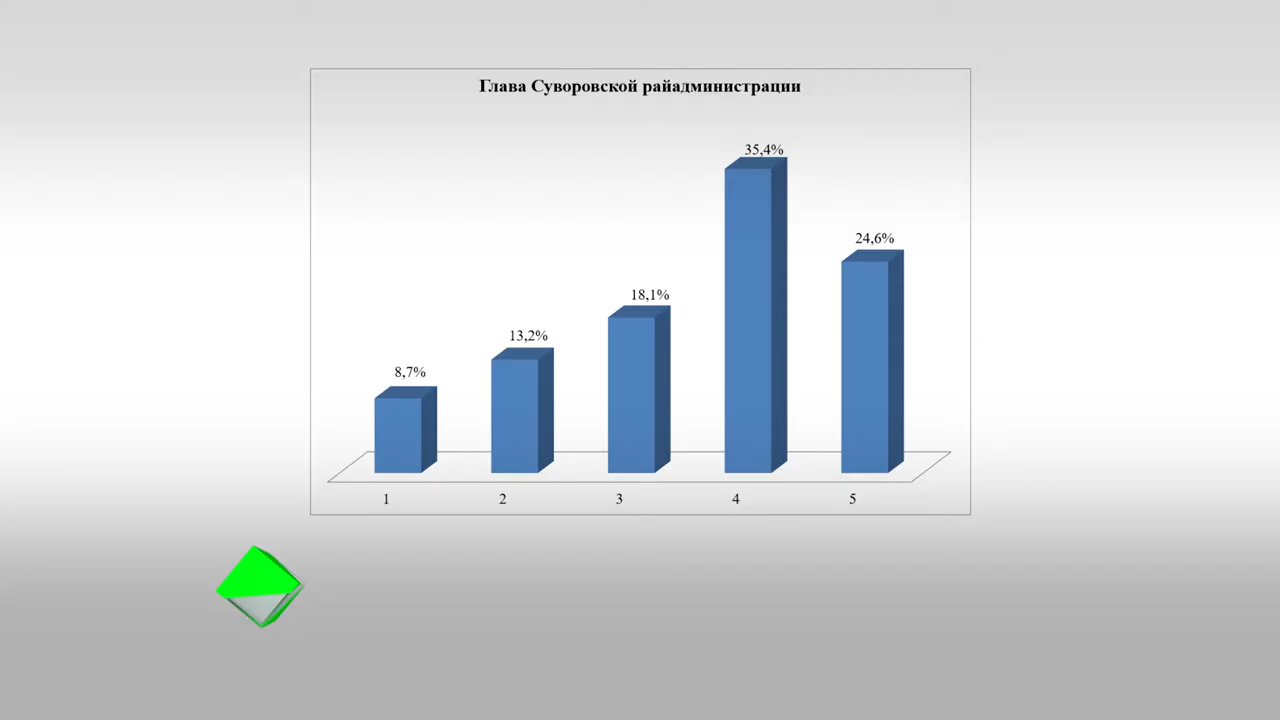 Глава Суворовской райадминистрации
35,4%
24,6%
18,1%
13,2%
8,7%
1 2 3 4 5